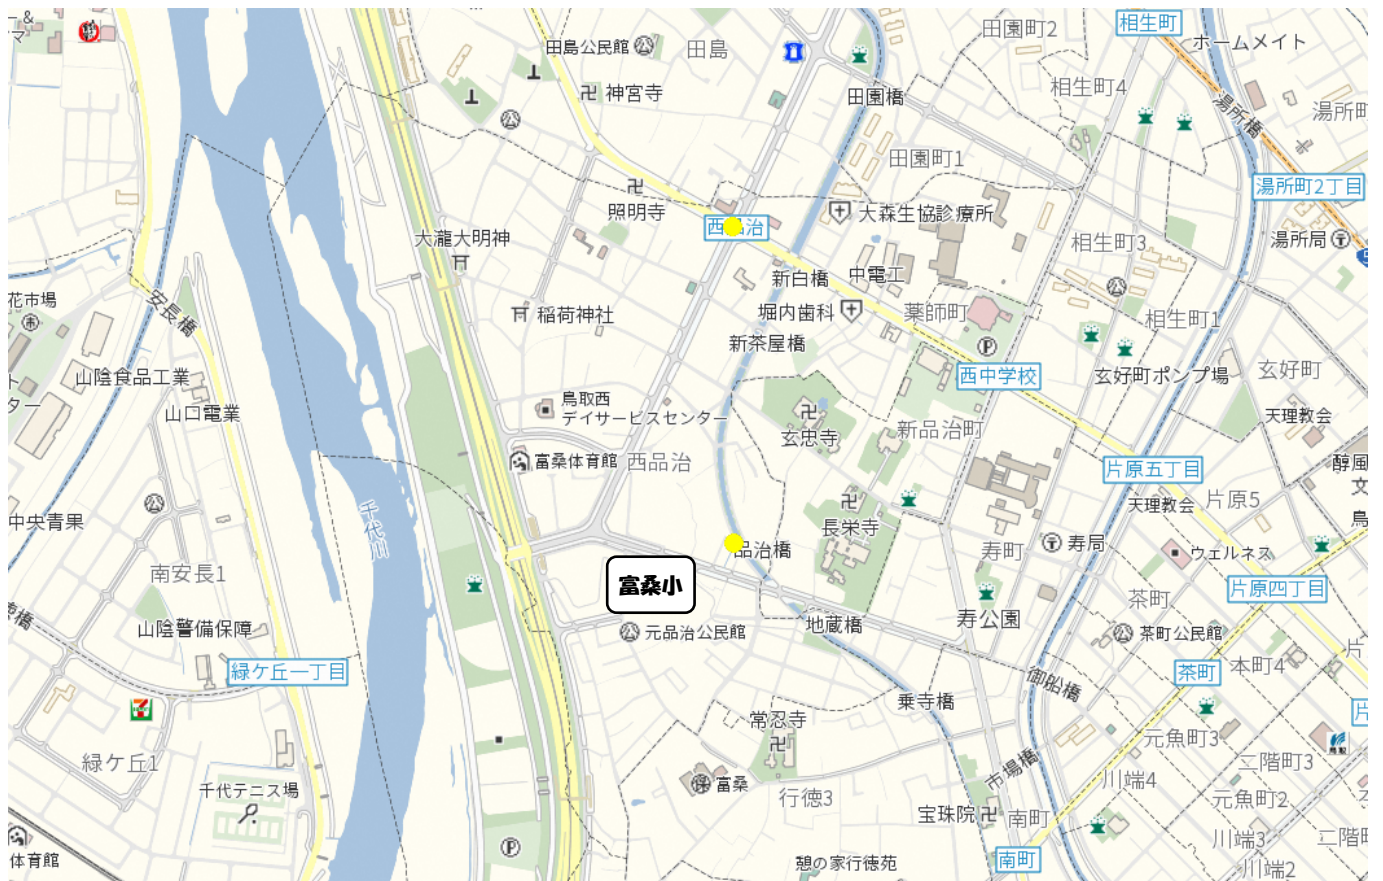 &
マ
田島公民館
田島
田園町2
相生町
ホームメイト
神宮寺
田園橋
相生町4
湯所橋
湯所町
田園町1
照明寺
西品治
大森生協診療所
湯所町2丁目
大瀧大明神
相生町3
湯所局
花市場
安長橋
新白橋
中電工
稲荷神社
堀内歯科
薬師町
相生町1
新茶屋橋
P
山陰食品工業
西中学校
玄好町ポンプ場
玄好町
ト
ター
山口電業
鳥取西
デイサービスセンター
玄忠寺
新品治町
天理教会
富桑体育館
西品治
片原五丁目
醇風
文
中央青果
千代川
長栄寺
天理教会
片原5
鳥
品治橋
寿町
寿局
ウェルネス
南安長1
富桑小
片原四丁目
茶町
山陰警備保障
元品治公民館
地蔵橋
寿公園
茶町公民館
片
緑ケ丘一丁目
本町4
茶町
御船橋
乗寺橋
片
常忍寺
元魚町3
鳥取
緑ケ丘1
富桑
二階町3
市場橋
川端4
千代テニス場
行徳3
元魚町2
宝珠院
南町
川端3
二階町
P
体育館
憩の家行徳苑
南町
川端2